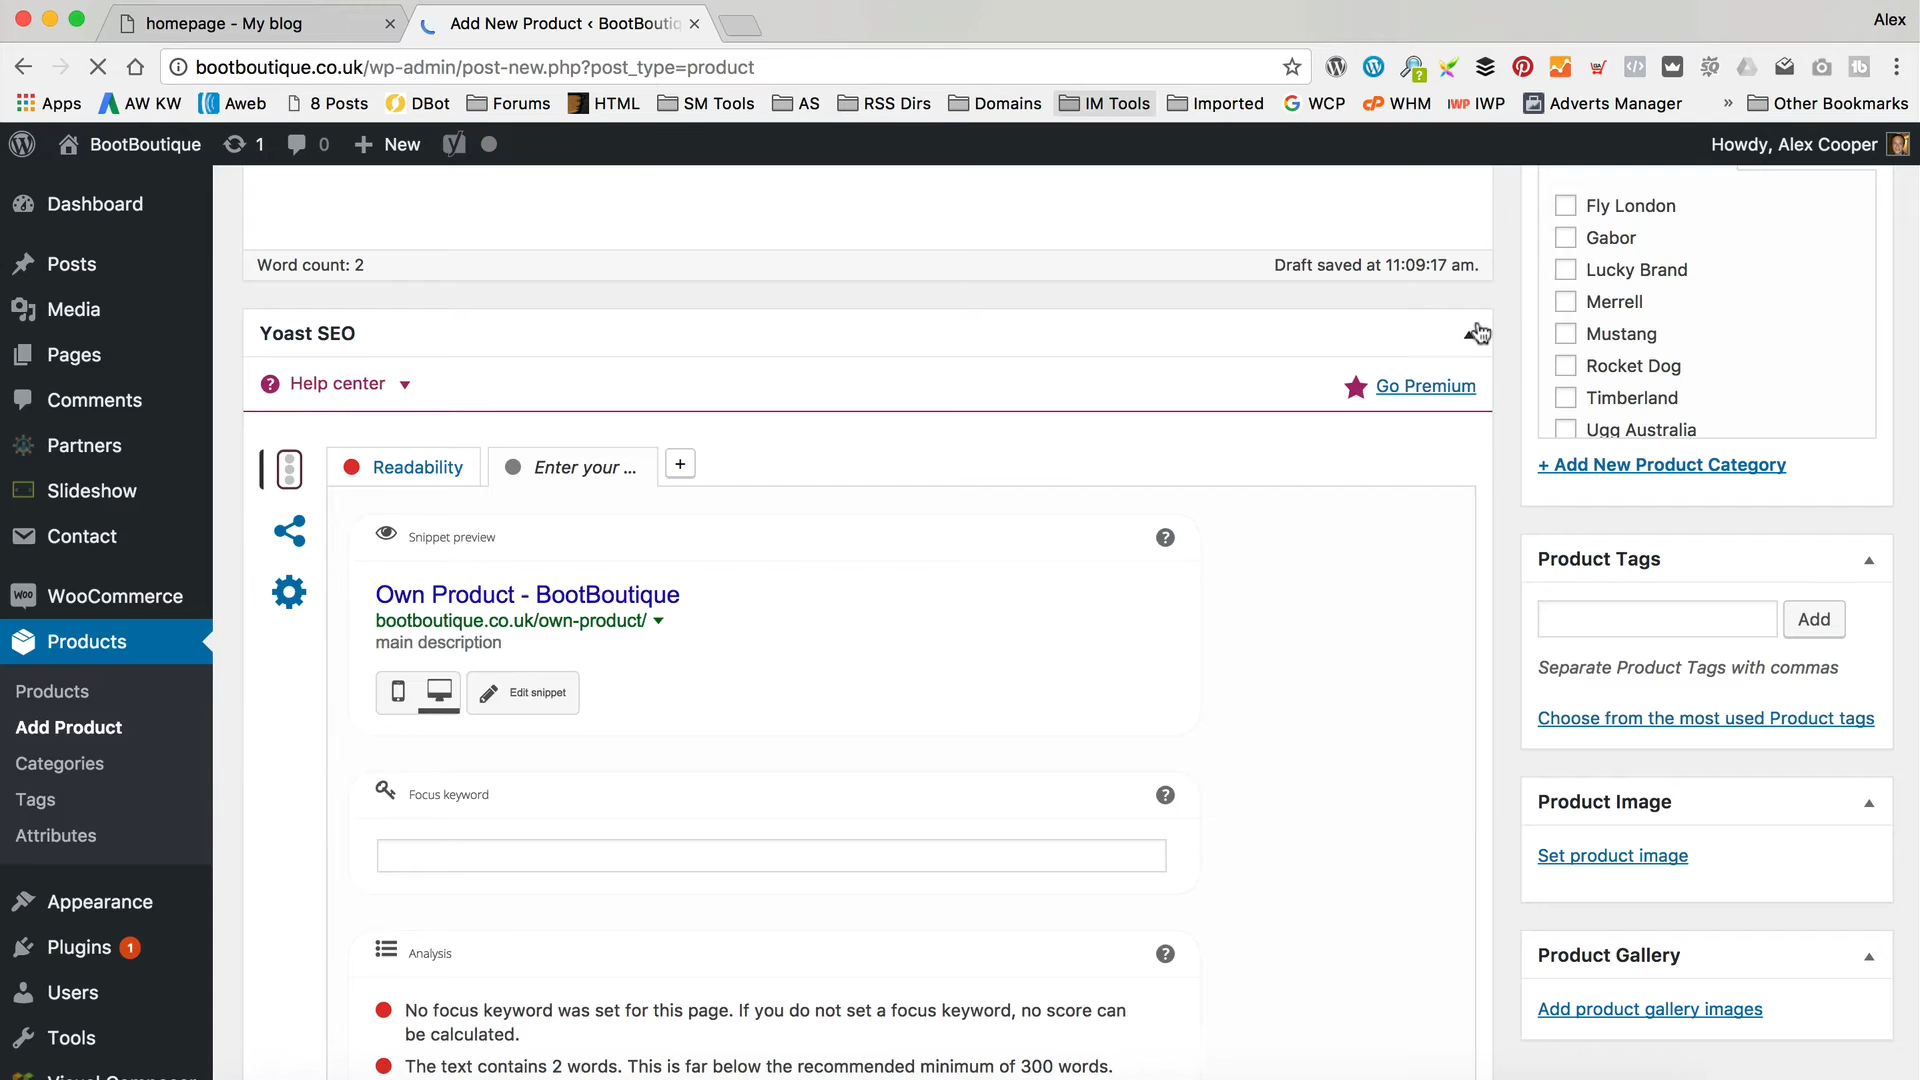 homepage - My blog
Add New Product ‹ BootBoutiq
Alex
bootboutique.co.uk/wp-admin/post-new.php?post_type=product
Apps
AW KW
Aweb
8 Posts
DBot
Forums
HTML
SM Tools
AS
RSS Dirs
Domains
IM Tools
Imported
WCP
WHM
IWP IWP
Adverts Manager
» Other Bookmarks
BootBoutique
1
0
+ New
Howdy, Alex Cooper
Dashboard
Posts
Media
Pages
Comments
Partners
Slideshow
Contact
WooCommerce
Products
Products
Add Product
Categories
Tags
Attributes
Appearance
Plugins 1
Users
Tools
Word count: 2
Draft saved at 11:09:17 am.
Yoast SEO
Help center
Go Premium
Readability
Enter your ...
+
Snippet preview
Own Product - BootBoutique
bootboutique.co.uk/own-product/
main description
Edit snippet
Focus keyword
Analysis
No focus keyword was set for this page. If you do not set a focus keyword, no score can
be calculated.
The text contains 2 words. This is far below the recommended minimum of 300 words.
Fly London
Gabor
Lucky Brand
Merrell
Mustang
Rocket Dog
Timberland
Ugg Australia
+ Add New Product Category
Product Tags
Add
Separate Product Tags with commas
Choose from the most used Product tags
Product Image
Set product image
Product Gallery
Add product gallery images